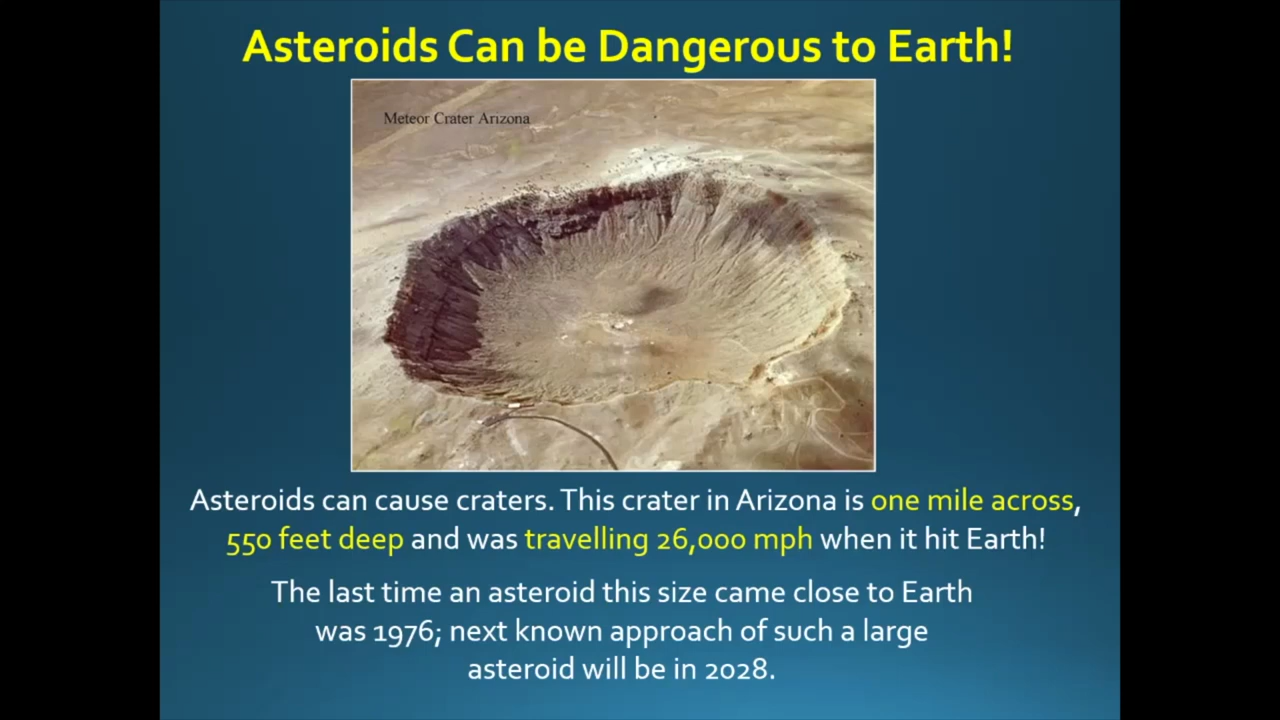 Asteroids Can be Dangerous to Earth!
Meteor Crater Arizona
Asteroids can cause craters. This crater in Arizona is one mile across,
550 feet deep and was travelling 26,000 mph when it hit Earth!
The last time an asteroid this size came close to Earth
was 1976; next known approach of such a large
asteroid will be in 2028.